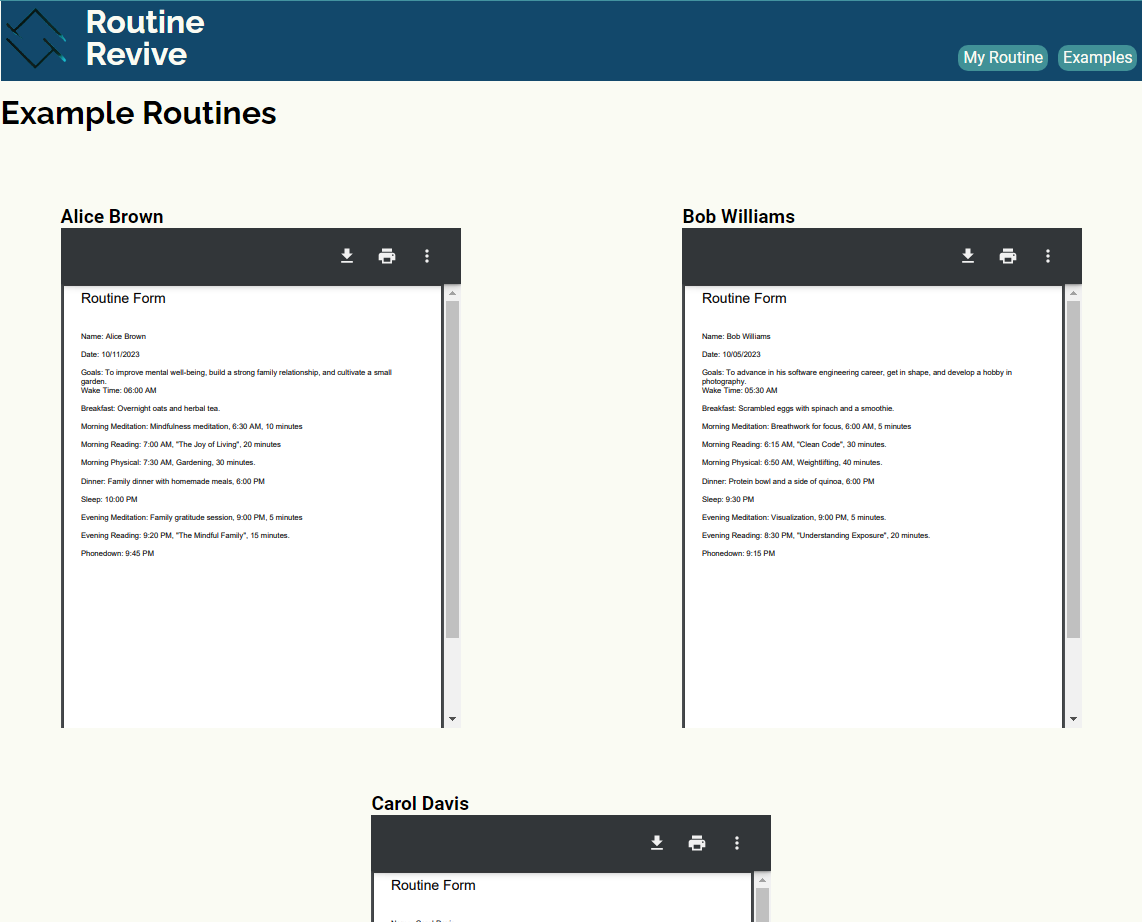 Routine
Revive
My Routine
Examples
Example Routines
Alice Brown
Routine Form
Name: Alice Brown
Date: 10/11/2023
Goals: To improve mental well-being, build a strong family relationship, and cultivate a small
garden.
Wake Time: 06:00 AM
Breakfast: Overnight oats and herbal tea.
Morning Meditation: Mindfulness meditation, 6:30 AM, 10 minutes
Morning Reading: 7:00 AM, "The Joy of Living", 20 minutes
Morning Physical: 7:30 AM, Gardening, 30 minutes.
Dinner: Family dinner with homemade meals, 6:00 PM
Sleep: 10:00 PM
Evening Meditation: Family gratitude session, 9:00 PM, 5 minutes
Evening Reading: 9:20 PM, "The Mindful Family", 15 minutes.
Phonedown: 9:45 PM
Bob Williams
Routine Form
Name: Bob Williams
Date: 10/05/2023
Goals: To advance in his software engineering career, get in shape, and develop a hobby in
photography.
Wake Time: 05:30 AM
Breakfast: Scrambled eggs with spinach and a smoothie.
Morning Meditation: Breathwork for focus, 6:00 AM, 5 minutes
Morning Reading: 6:15 AM, "Clean Code", 30 minutes.
Morning Physical: 6:50 AM, Weightlifting, 40 minutes.
Dinner: Protein bowl and a side of quinoa, 6:00 PM
Sleep: 9:30 PM
Evening Meditation: Visualization, 9:00 PM, 5 minutes.
Evening Reading: 8:30 PM, "Understanding Exposure", 20 minutes.
Phonedown: 9:15 PM
Carol Davis
Routine Form